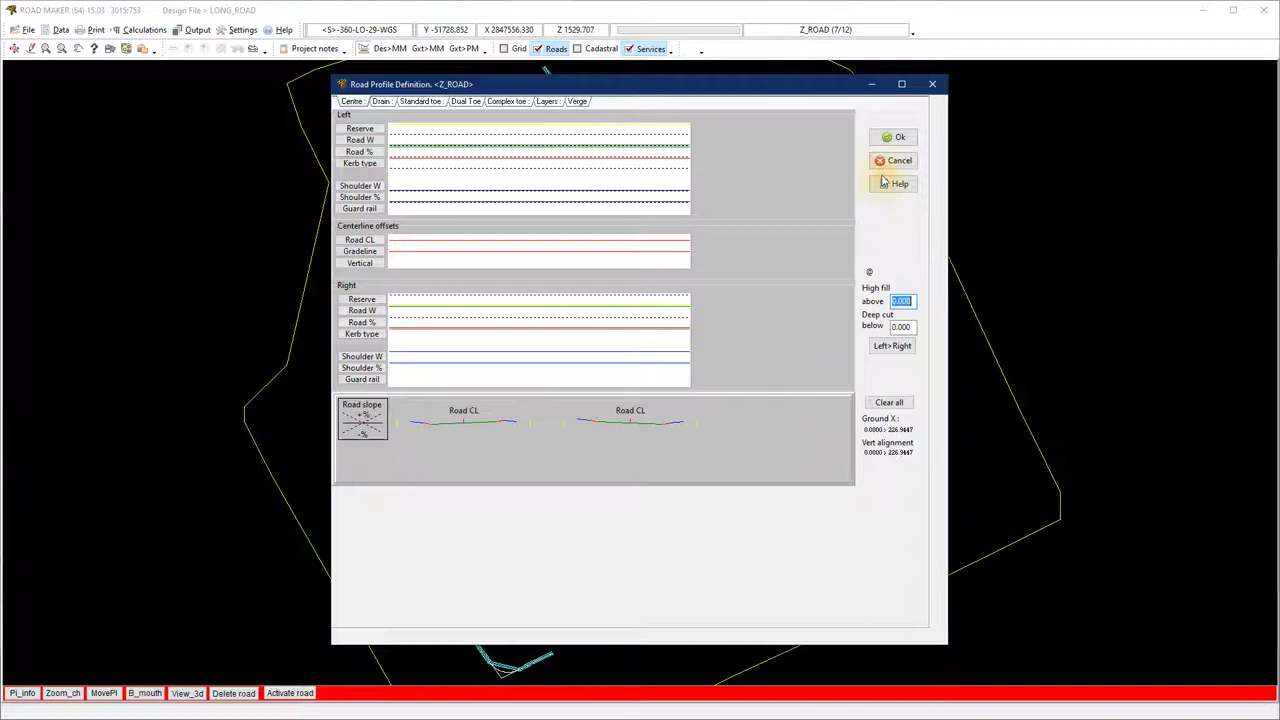 ROAD MAKER (64) 15.03 3015:753 Design File > LONG_ROAD
File Data Print Calculations Output Settings Help <S>-360-LO-29-WGS Y -51728.852 X 2847556.330 Z 1529.707 Z_ROAD (7/12)
Project notes Des>MM Gxt>MM Gxt>PM Grid Roads Cadastral Services
Road Profile Definition. <Z_ROAD>
Centre : Drain : Standard toe : Dual Toe Complex toe : Layers : Verge
Left
Reserve
Road W
Road %
Kerb type
Shoulder W
Shoulder %
Guard rail
Centerline offsets
Road CL
Gradeline
Vertical
Right
Reserve
Road W
Road %
Kerb type
Shoulder W
Shoulder %
Guard rail
Road slope
+%
-%
Road CL Road CL
Ok
Cancel
Help
@
High fill
above 0.000
Deep cut
below 0.000
Left>Right
Clear all
Ground X :
0.0000 > 226.9447
Vert alignment
0.0000 > 226.9447
Pi_info Zoom_ch MovePI B_mouth View_3d Delete road Activate road